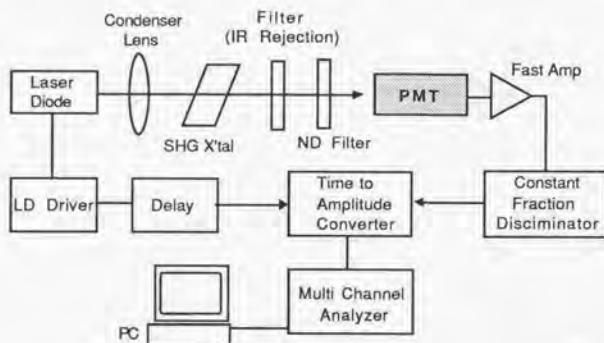 Condenser
Lens
Filter
(IR Rejection)
Laser
Diode
SHG X'tal
ND Filter
PMT
Fast Amp
LD Driver
Delay
Time to
Amplitude
Converter
Constant
Fraction
Disciminator
PC
Multi Channel
Analyzer